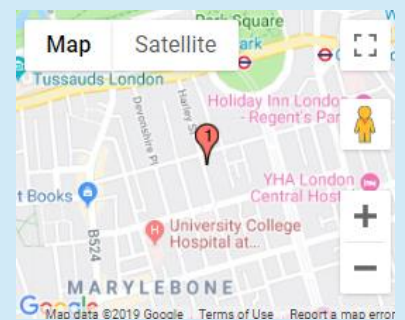 Park Square
Map
Satellite
Tussauds London
Devonshire Pl
Harley St
Holiday Inn London
- Regent's Par
1
YHA London
Central Host
t Books
University College
Hospital at...
B524
MARYLEBONE
Google
Map data ©2019 Google
Terms of Use
Report a map error